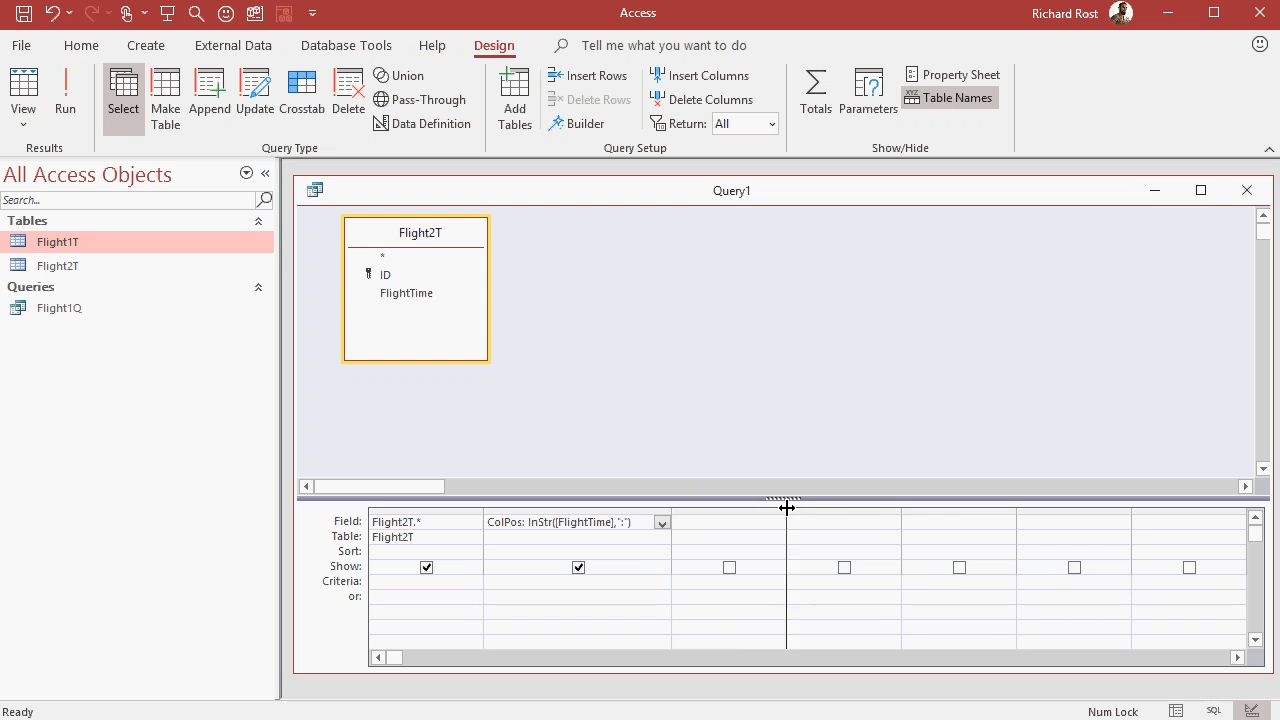 Access
Richard Rost
File Home Create External Data Database Tools Help Design Tell me what you want to do
View
Run
Select
Make Table
Append
Update
Crosstab
Delete
Union
Pass-Through
Data Definition
Add Tables
Insert Rows
Delete Rows
Builder
Insert Columns
Delete Columns
Return: All
Totals
Parameters
Property Sheet
Table Names
Results
Query Type
Query Setup
Show/Hide
All Access Objects
Search...
Tables
Flight1T
Flight2T
Queries
Flight1Q
Query1
Flight2T
*
ID
FlightTime
Field: Flight2T.* ColPos: InStr([FlightTime],":")
Table: Flight2T
Sort:
Show:
Criteria:
or:
Ready
Num Lock
SQL